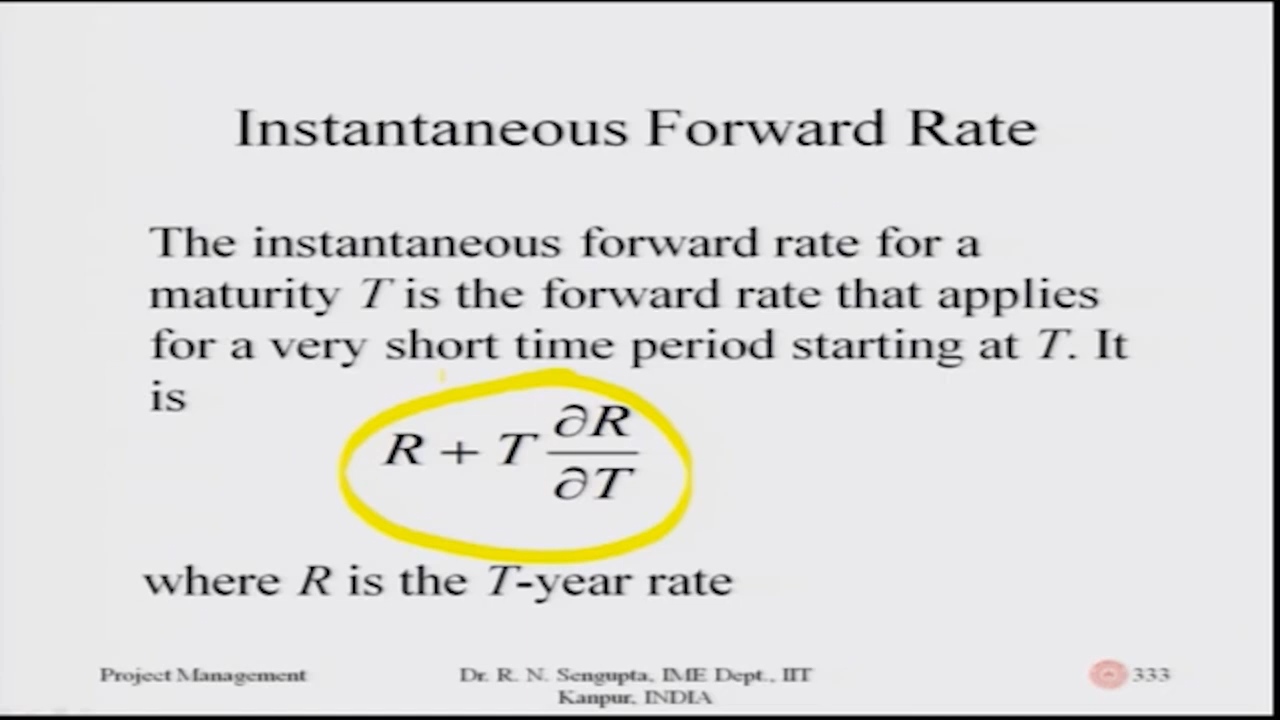 Instantaneous Forward Rate
The instantaneous forward rate for a
maturity T is the forward rate that applies
for a very short time period starting at T. It
is
R + T ∂R/∂T
where R is the T-year rate
Project Management
Dr. R. N. Sengupta, IME Dept., IIT
Kanpur, INDIA
333